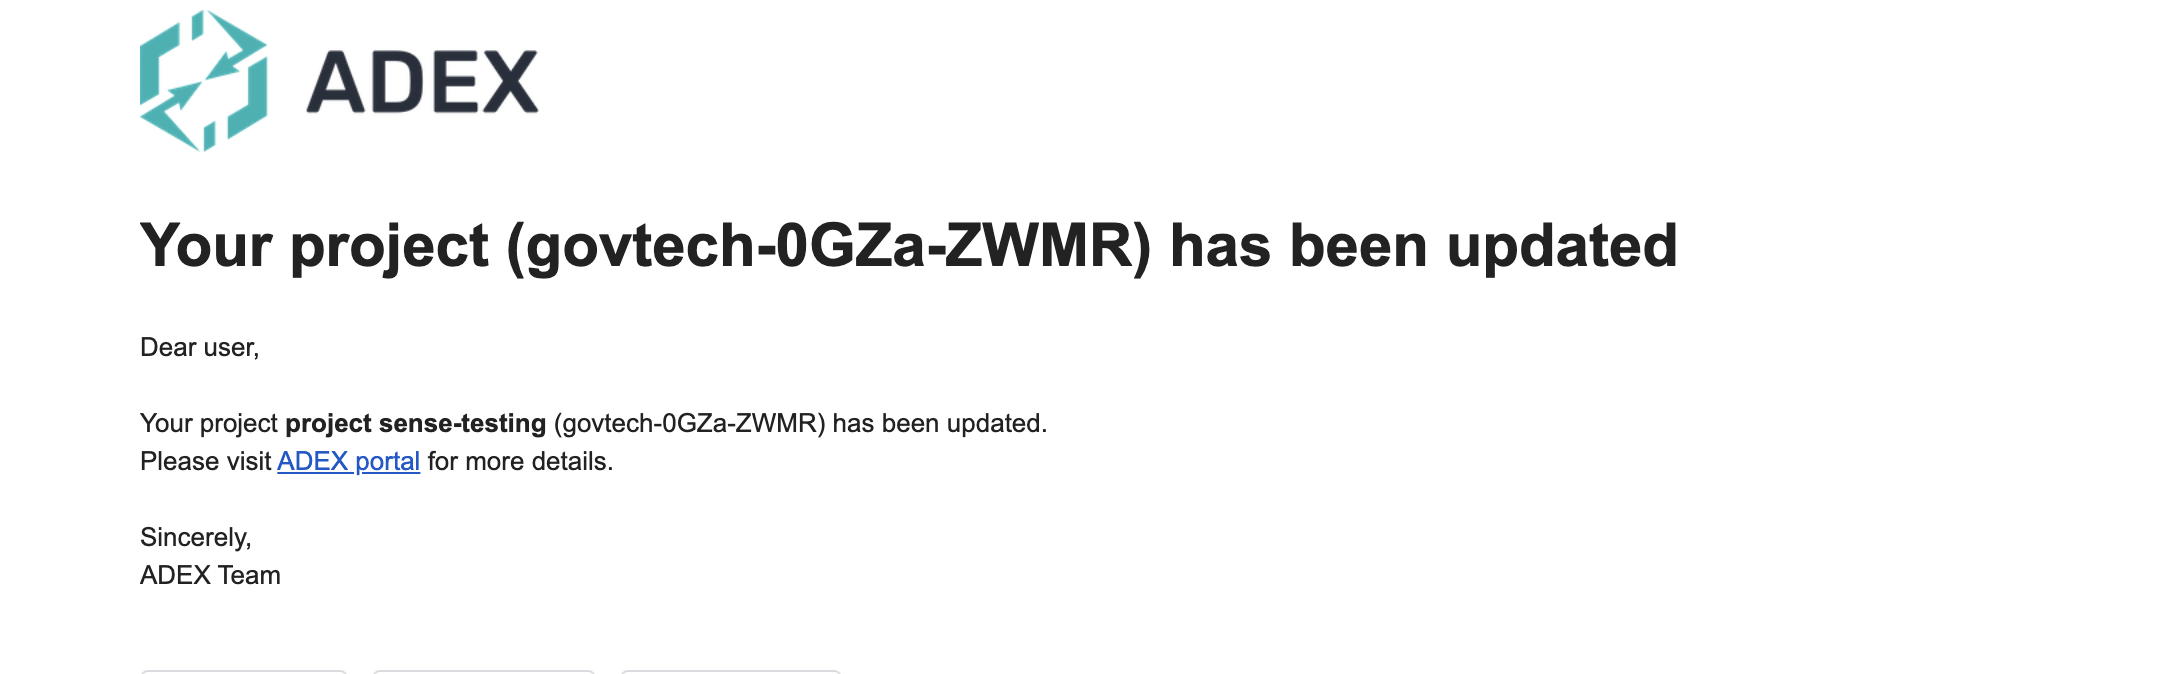 ADEX
Your project (govtech-0GZa-ZWMR) has been updated
Dear user,
Your project project sense-testing (govtech-0GZa-ZWMR) has been updated.
Please visit ADEX portal for more details.
Sincerely,
ADEX Team